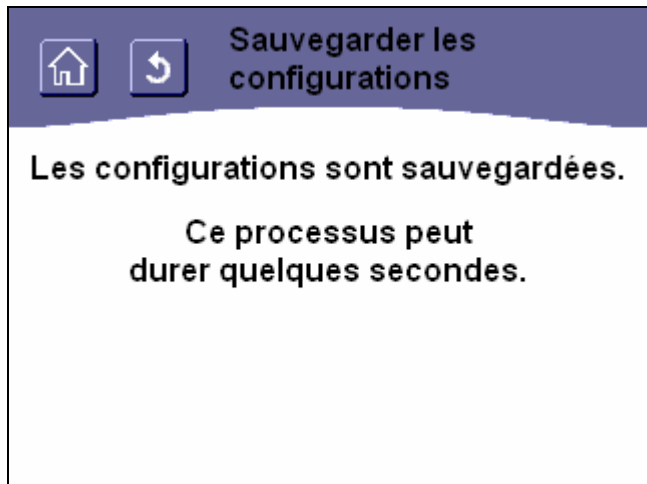 Sauvegarder les
configurations
Les configurations sont sauvegardées.
Ce processus peut
durer quelques secondes.